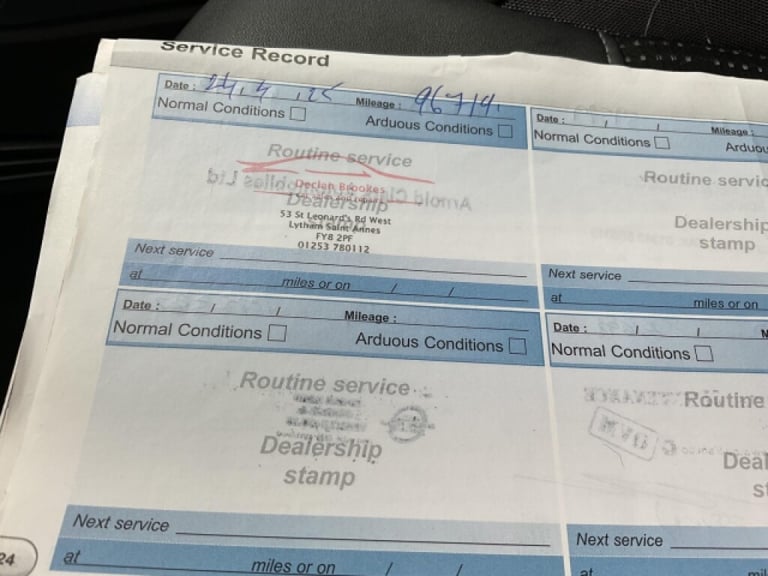 Service Record
Date : 24 . 4 . 25 Mileage : 96719.
Normal Conditions Arduous Conditions
Routine service
Declan Brookes
Dealership
stamp
53 St Leonard's Rd West
Lytham Saint Annes
FY8 2PF
01253 780112
Next service
at miles or on / /
Date : / / Mileage :
Normal Conditions
Routine
Dealership
stamp
Next service
at miles or on
Date : / / Mileage :
Normal Conditions Arduous Conditions
Routine service
Dealership
stamp
Next service
at miles or on / /
Date : / /
Normal Conditions
Routine
Next service
at
24